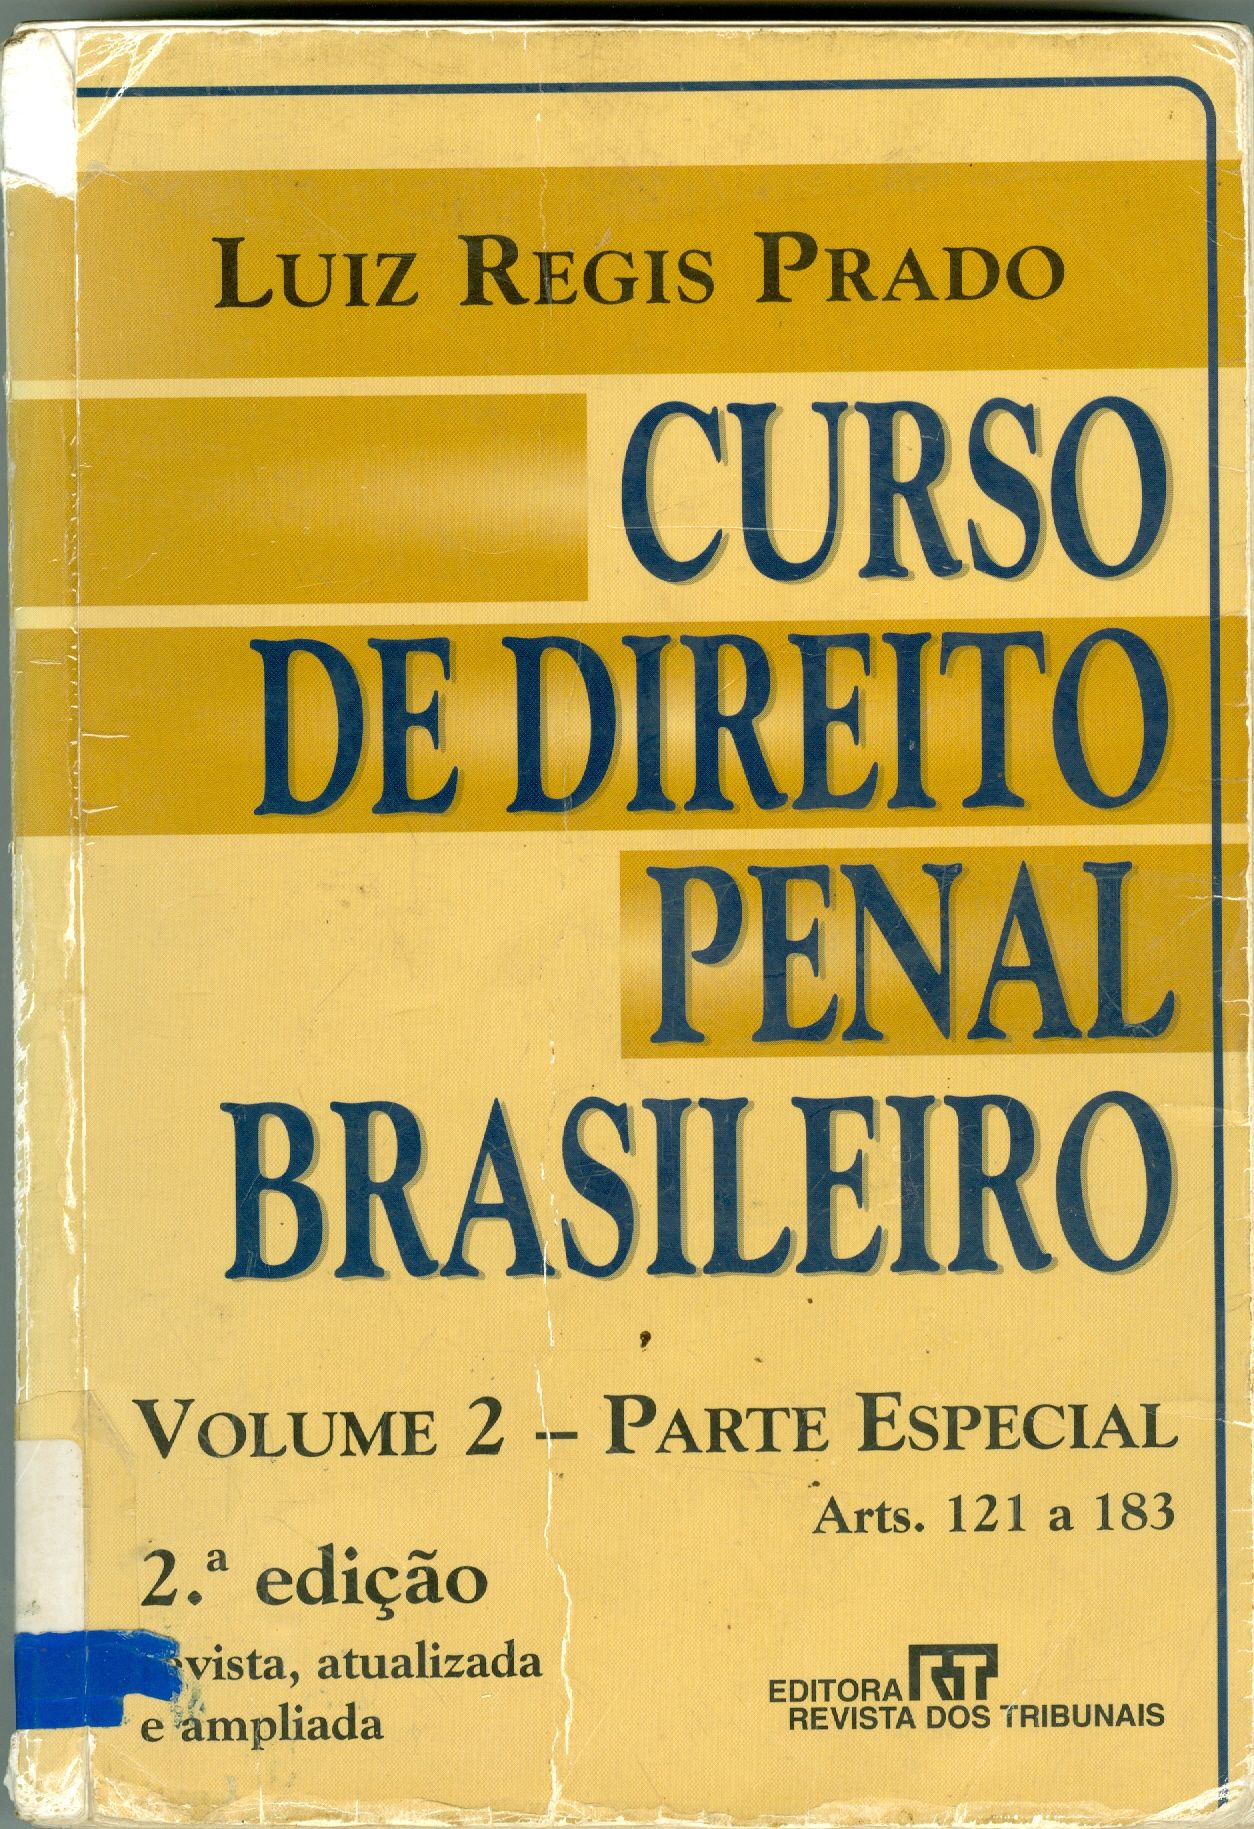 LUIZ REGIS PRADO
CURSO
DE DIREITO
PENAL
BRASILEIRO
VOLUME 2 – PARTE ESPECIAL
Arts. 121 a 183
2.ª edição
atualizada
e ampliada
EDITORA RT
REVISTA DOS TRIBUNAIS